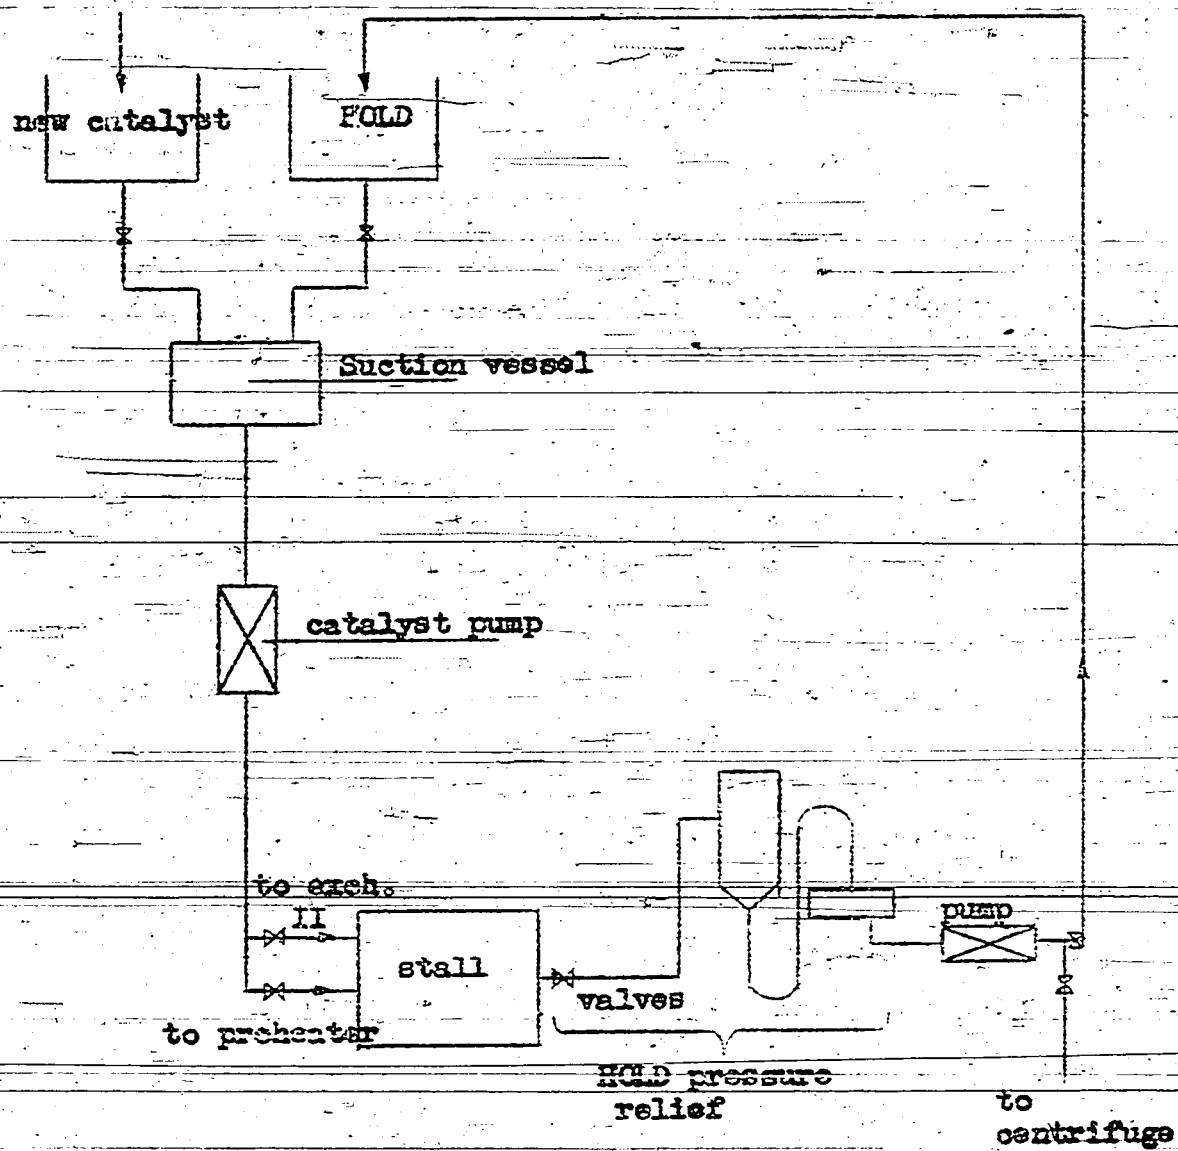 new catalyst
HOLD
Suction vessel
catalyst pump
to exch.
II
pump
stall
valves
to preheater
HOLD pressure
relief
to
centrifuge